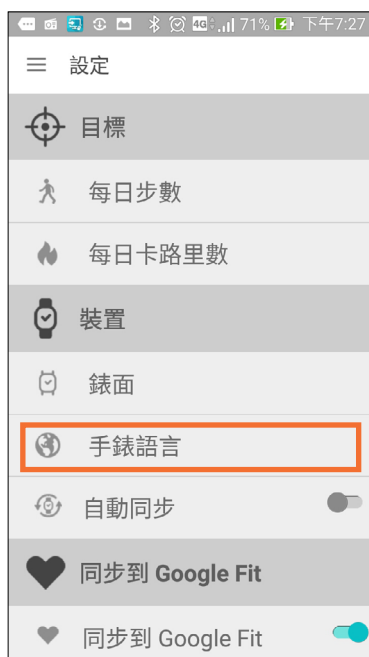 4G 71% 下午7:27
設定
目標
每日步數
每日卡路里數
裝置
錶面
手錶語言
自動同步
同步到 Google Fit
同步到 Google Fit